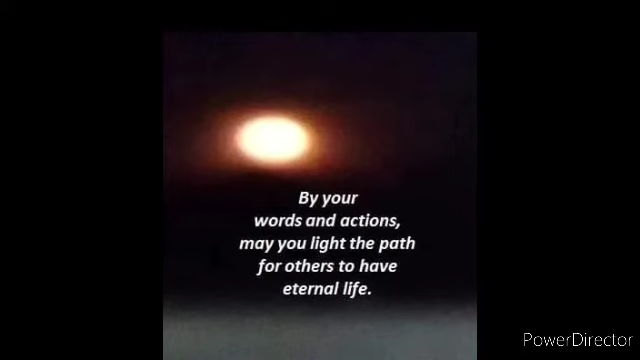 By your
words and actions,
may you light the path
for others to have
eternal life.
PowerDirector